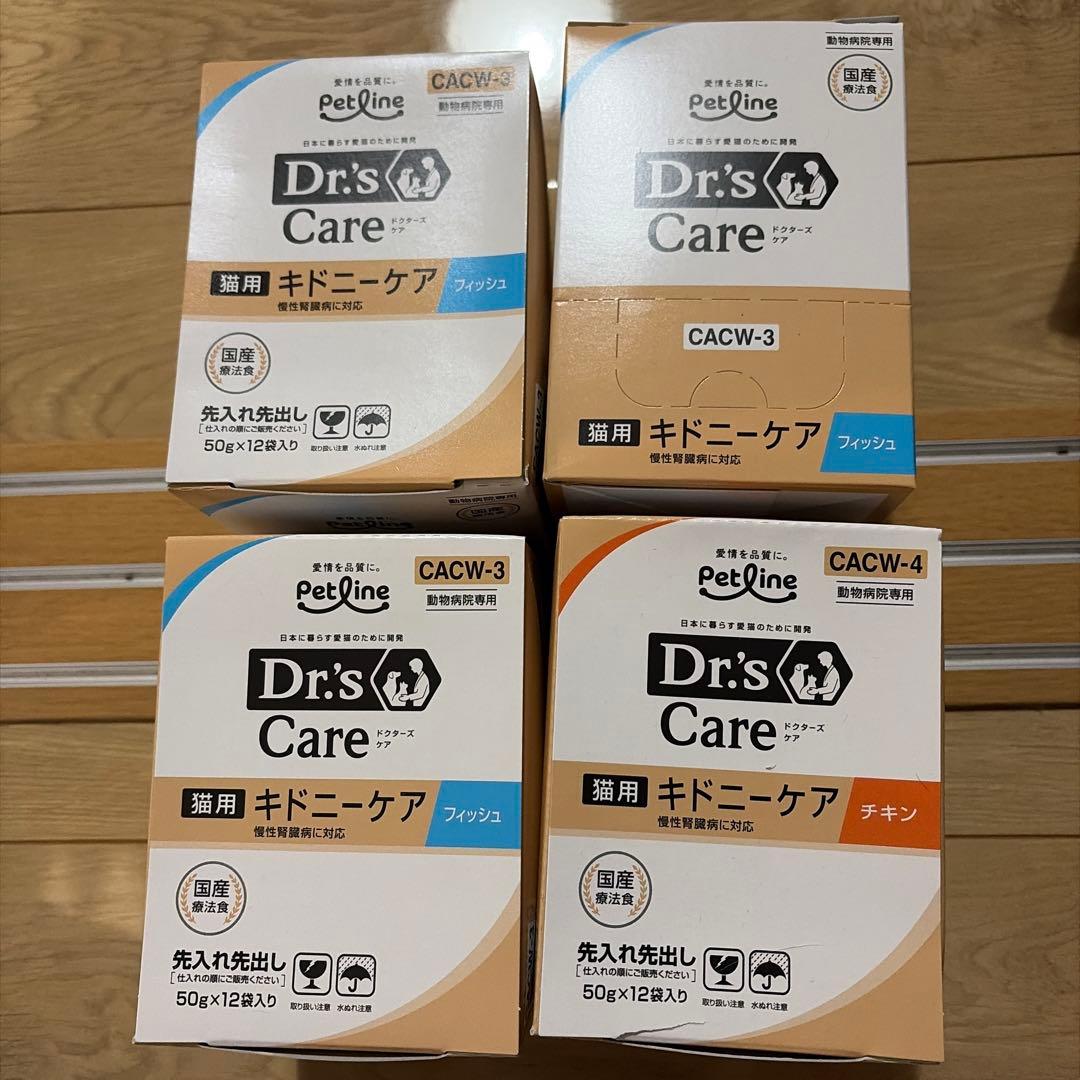 愛情を品質に。
Petline
CACW-3
動物病院専用
日本に暮らす愛猫のために開発
Dr.'s
Care
ドクターズ
ケア
猫用
キドニーケア
フィッシュ
慢性腎臓病に対応
国産
療法食
先入れ先出し
[仕入れの順にご販売ください]
50g×12袋入り
取り扱い注意
水ぬれ注意
動物病院専用
国産
愛情を品質に。
Petline
愛情を品質に。
Petline
動物病院専用
国産
療法食
日本に暮らす愛猫のために開発
Dr.'s
Care
ドクターズ
ケア
CACW-3
猫用
キドニーケア
フィッシュ
慢性腎臓病に対応
愛情を品質に。
Petline
CACW-3
動物病院専用
日本に暮らす愛猫のために開発
Dr.'s
Care
ドクターズ
ケア
猫用
キドニーケア
フィッシュ
慢性腎臓病に対応
国産
療法食
先入れ先出し
[仕入れの順にご販売ください]
50g×12袋入り
取り扱い注意
水ぬれ注意
愛情を品質に。
Petline
CACW-4
動物病院専用
日本に暮らす愛猫のために開発
Dr.'s
Care
ドクターズ
ケア
猫用
キドニーケア
チキン
慢性腎臓病に対応
国産
療法食
先入れ先出し
[仕入れの順にご販売ください]
50g×12袋入り
取り扱い注意
水ぬれ注意